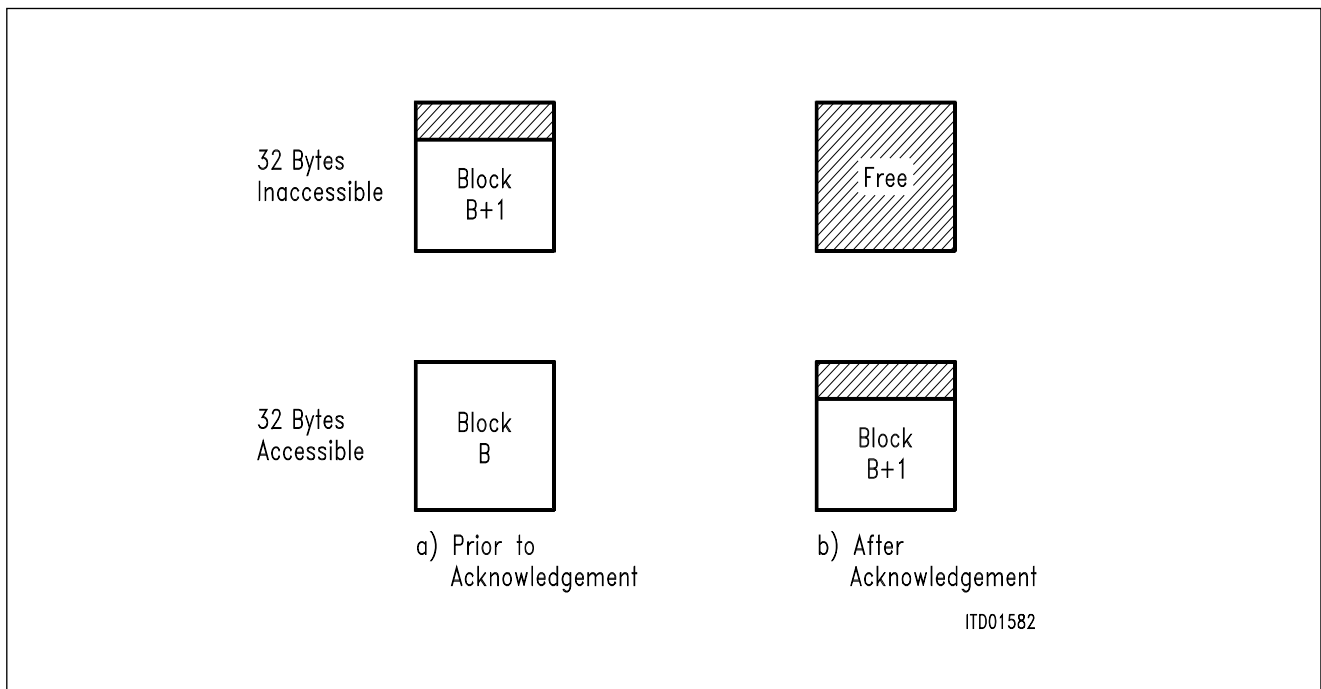 32 Bytes
Inaccessible
Block
B+1
Free
32 Bytes
Accessible
Block
B
Block
B+1
a) Prior to
Acknowledgement
b) After
Acknowledgement
ITD01582